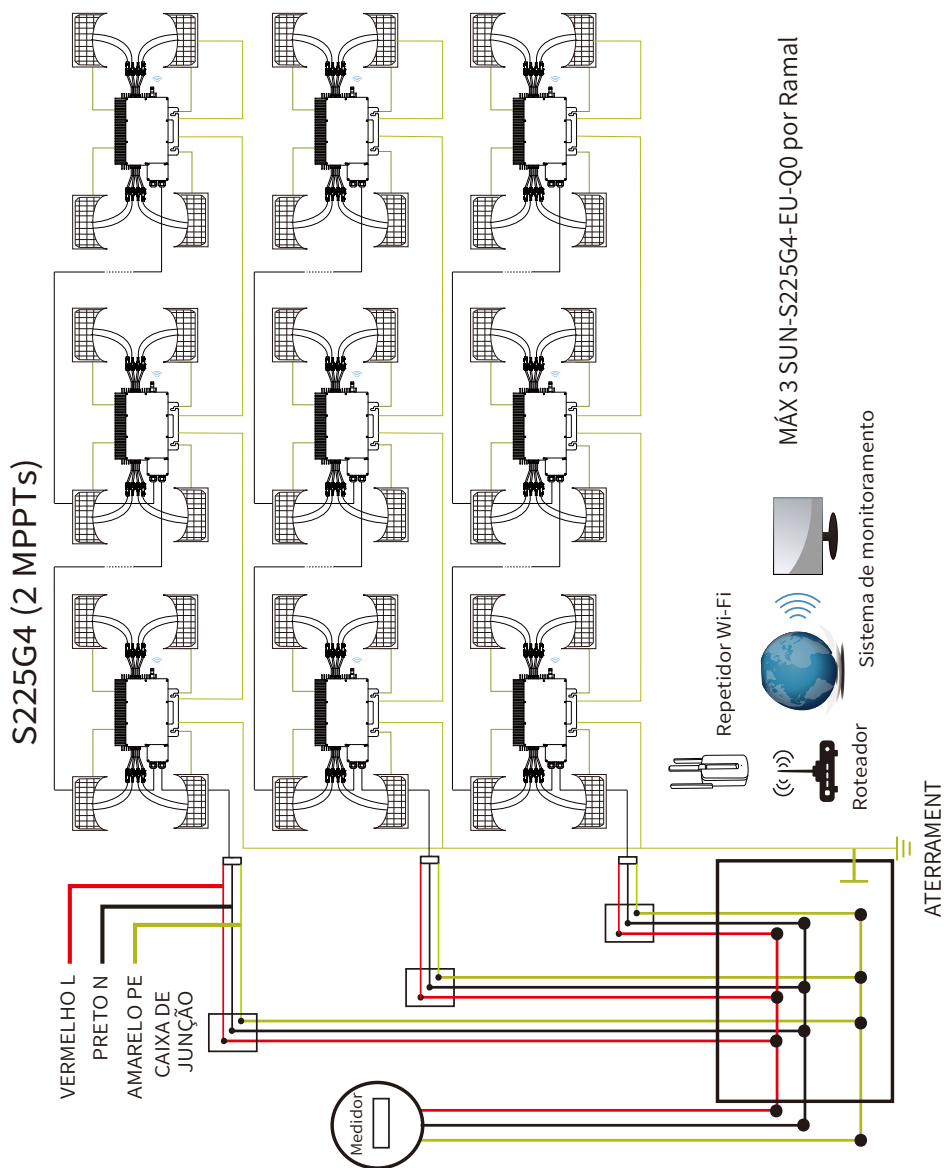 S225G4 (2 MPPTs)
VERMELHO L
PRETO N
AMARELO PE
CAIXA DE
JUNÇÃO
Medidor
Repetidor Wi-Fi
Roteador
Sistema de monitoramento
MÁX 3 SUN-S225G4-EU-Q0 por Ramal
ATERRAMENT